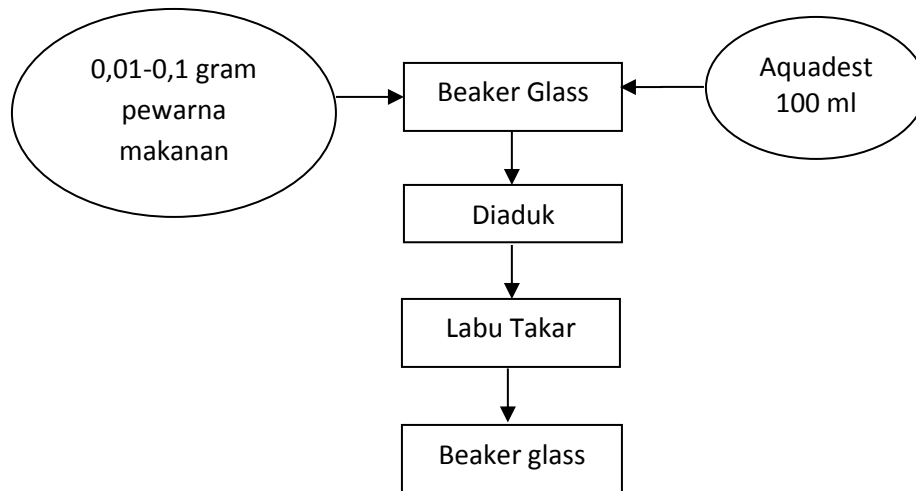 0,01-0,1 gram
pewarna
makanan
Beaker Glass
Aquadest
100 ml
Diaduk
Labu Takar
Beaker glass